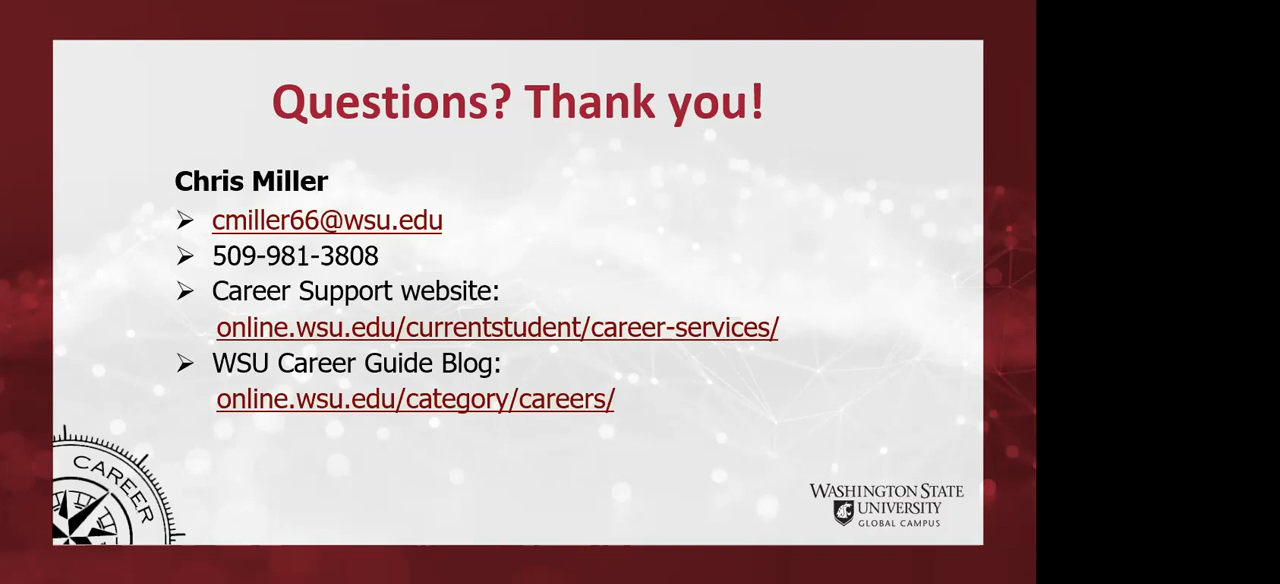 Questions? Thank you!
Chris Miller
cmiller66@wsu.edu
509-981-3808
Career Support website:
online.wsu.edu/currentstudent/career-services/
WSU Career Guide Blog:
online.wsu.edu/category/careers/
CAREER
WASHINGTON STATE
UNIVERSITY
GLOBAL CAMPUS